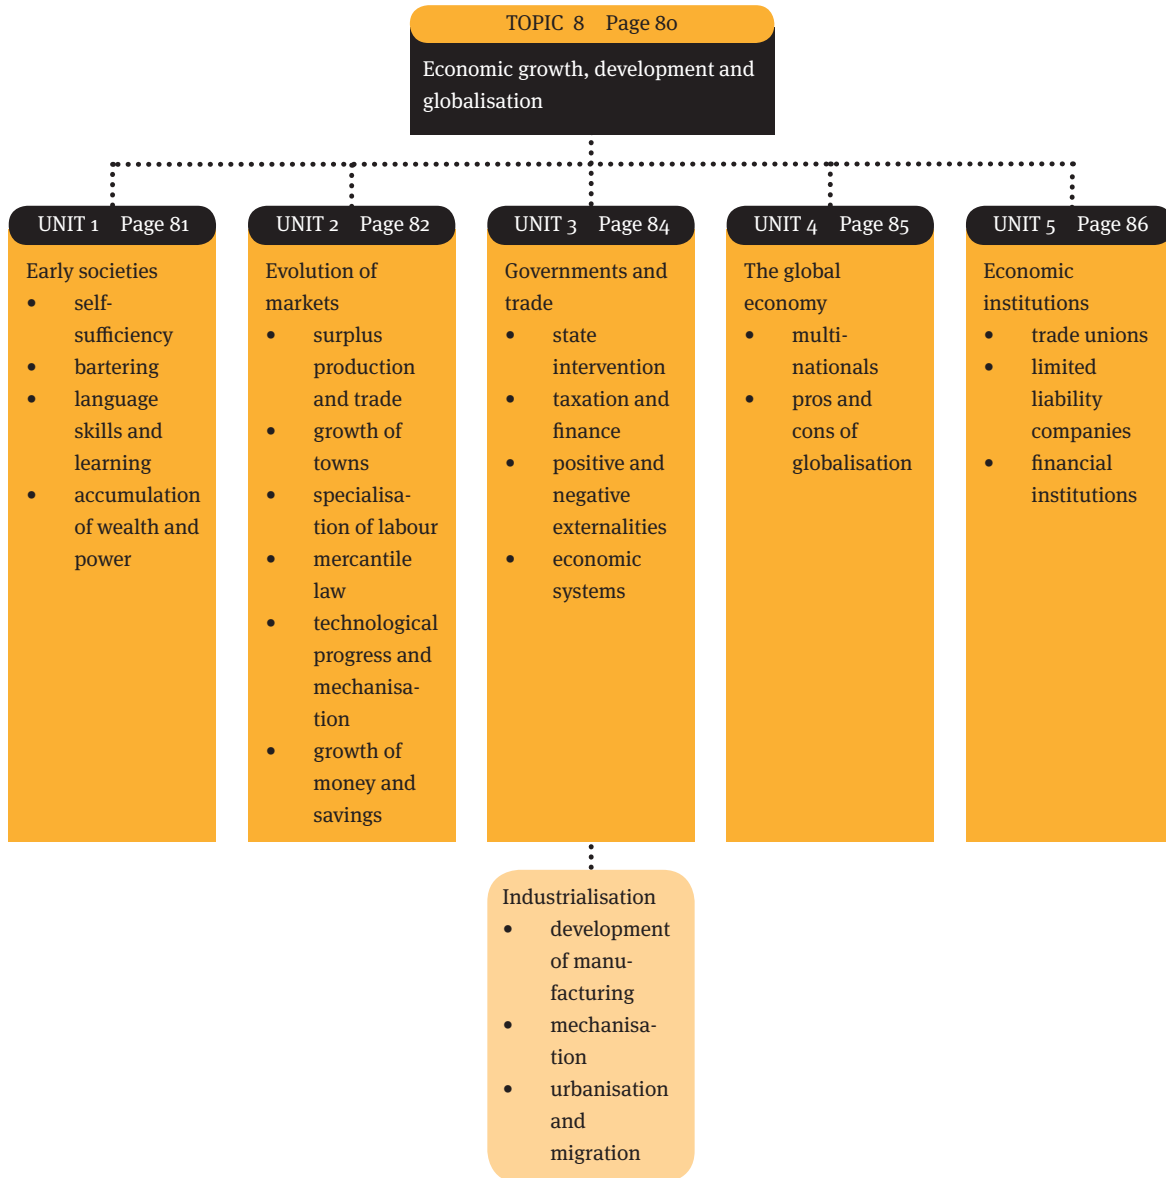 TOPIC 8 Page 80
Economic growth, development and
globalisation
UNIT 1 Page 81
Early societies
• self-
sufficiency
• bartering
• language
skills and
learning
• accumulation
of wealth and
power
UNIT 2 Page 82
Evolution of
markets
• surplus
production
and trade
• growth of
towns
• specialisa-
tion of labour
• mercantile
law
• technological
progress and
mechanisa-
tion
• growth of
money and
savings
UNIT 3 Page 84
Governments and
trade
• state
intervention
• taxation and
finance
• positive and
negative
externalities
• economic
systems
UNIT 4 Page 85
The global
economy
• multi-
nationals
• pros and
cons of
globalisation
UNIT 5 Page 86
Economic
institutions
• trade unions
• limited
liability
companies
• financial
institutions
Industrialisation
• development
of manu-
facturing
• mechanisa-
tion
• urbanisation
and
migration